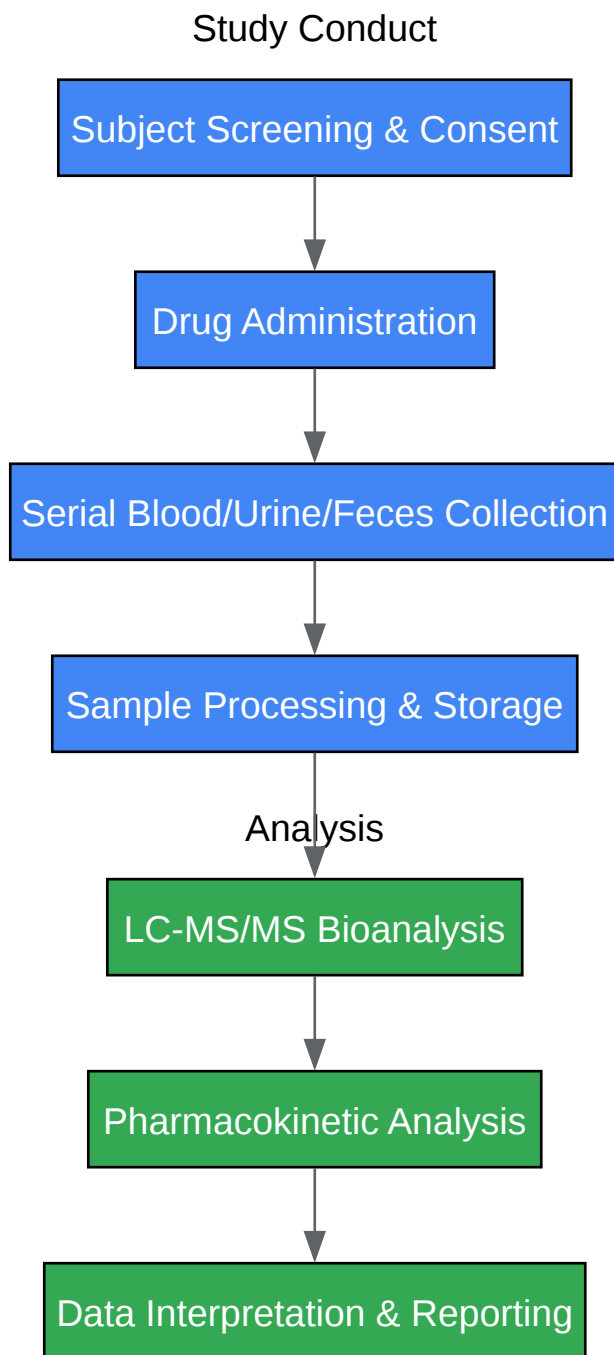 Study Conduct
Subject Screening & Consent
Drug Administration
Serial Blood/Urine/Feces Collection
Sample Processing & Storage
Analysis
LC-MS/MS Bioanalysis
Pharmacokinetic Analysis
Data Interpretation & Reporting